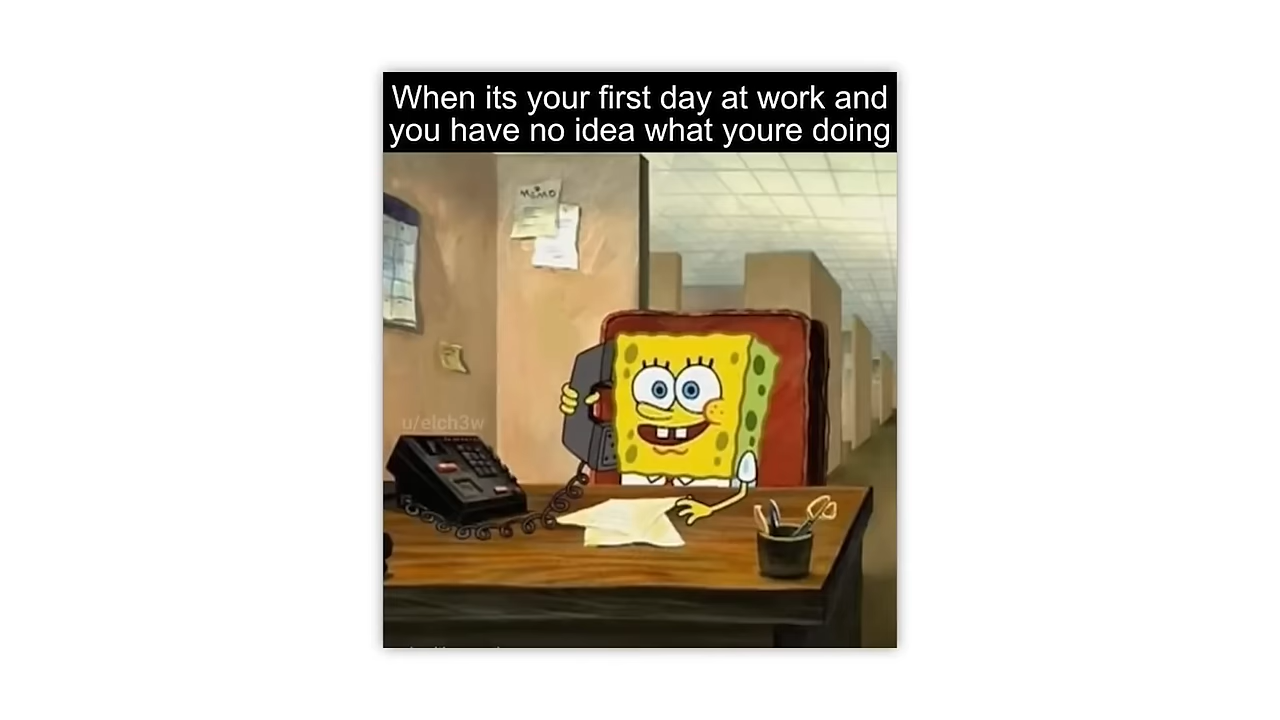 When its your first day at work and
you have no idea what youre doing
MEMO
u/elch3w